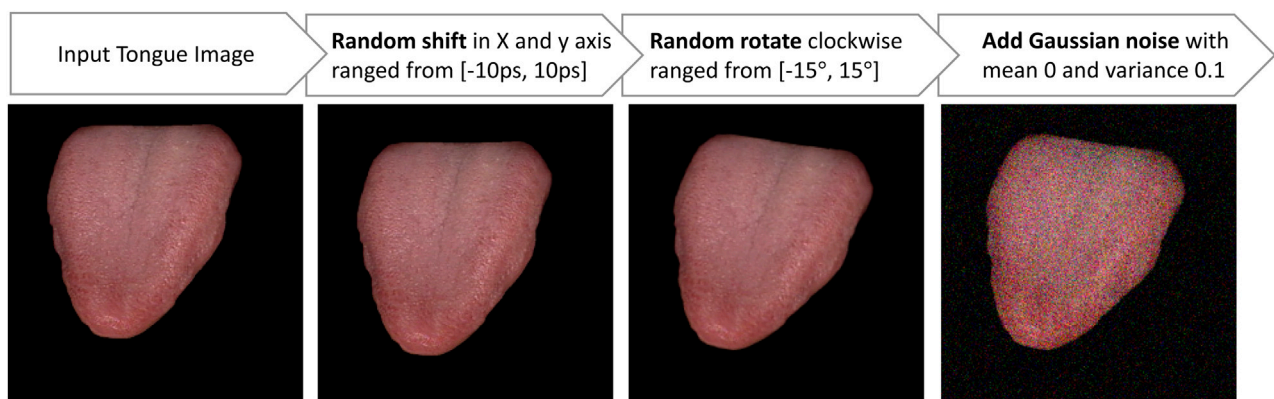 Input Tongue Image
Random shift in X and y axis
ranged from [-10ps, 10ps]
Random rotate clockwise
ranged from [-15°, 15°]
Add Gaussian noise with
mean 0 and variance 0.1